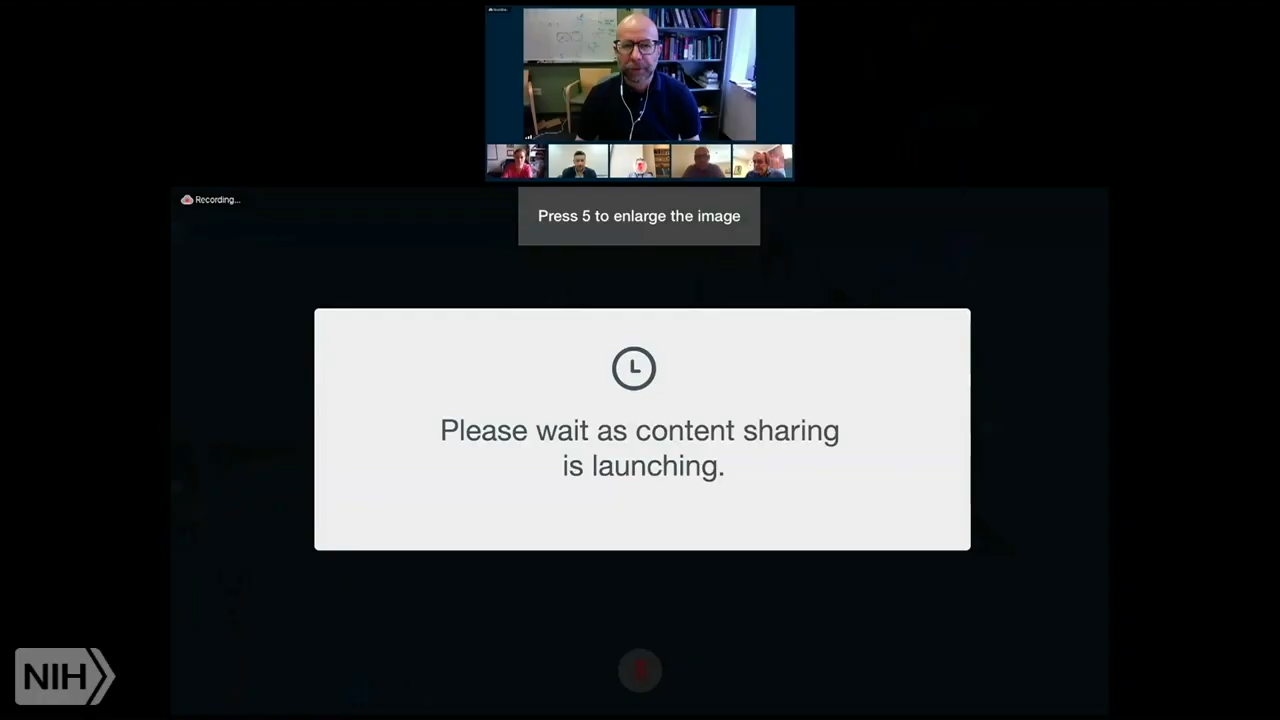 Recording...
Press 5 to enlarge the image
Please wait as content sharing
is launching.
NIH